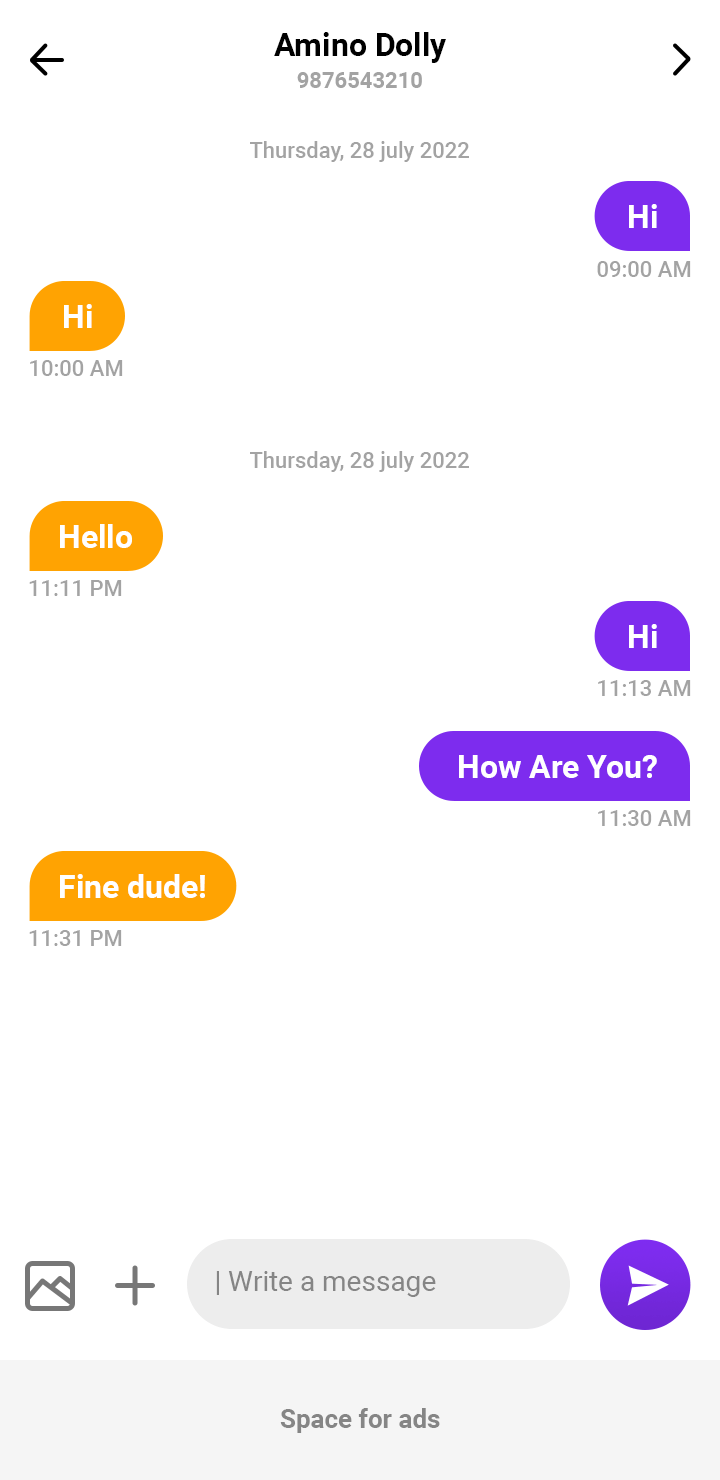 Amino Dolly
9876543210
Thursday, 28 july 2022
Hi
09:00 AM
Hi
10:00 AM
Thursday, 28 july 2022
Hello
11:11 PM
Hi
11:13 AM
How Are You?
11:30 AM
Fine dude!
11:31 PM
| Write a message
Space for ads